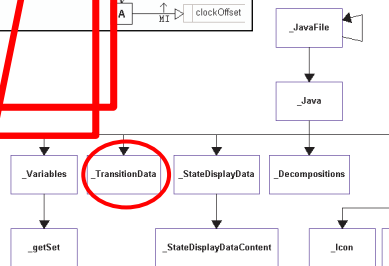 A
MI
clockOffset
_JavaFile
_Java
_Variables
_TransitionData
_StateDisplayData
_Decompositions
_getSet
_StateDisplayDataContent
_Icon